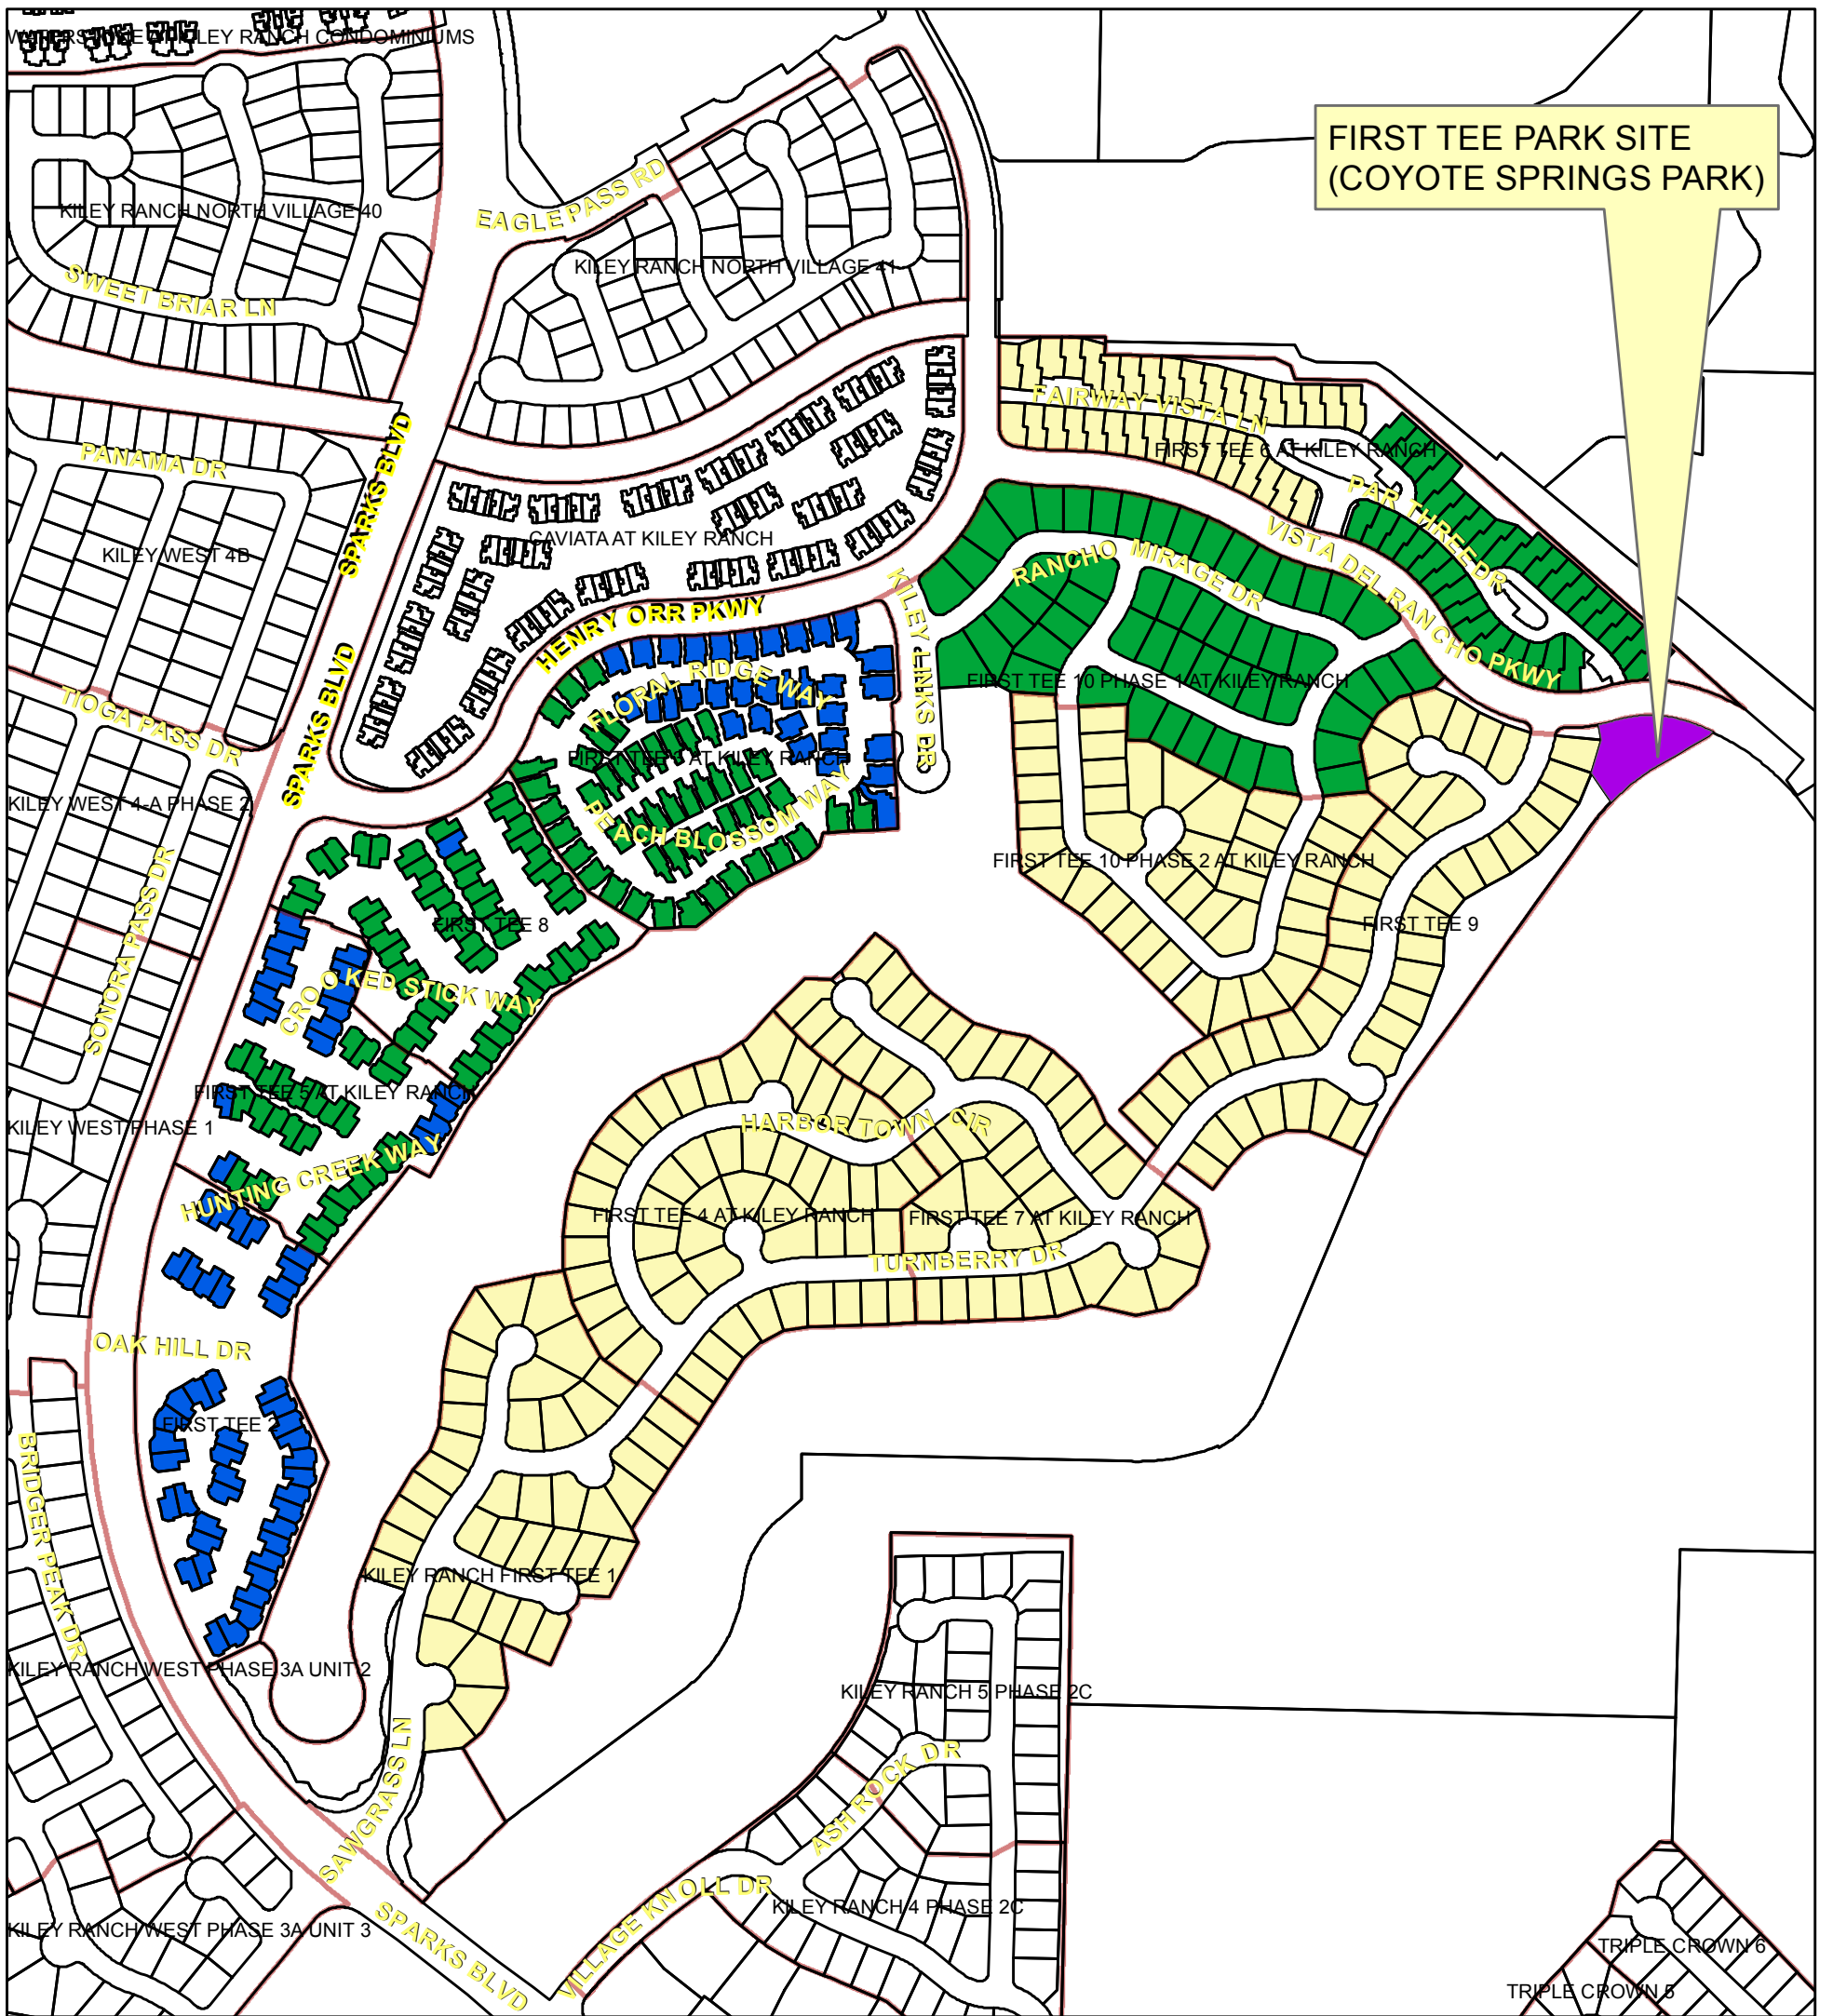 KILEY RANCH CONDOMINIUMS
FIRST TEE PARK SITE
(COYOTE SPRINGS PARK)
EAGLE PASS RD
KILEY RANCH NORTH VILLAGE 40
KILEY RANCH NORTH VILLAGE 41
SWEET BRIAR LN
FAIRWAY VISTA LN
FIRST TEE 6 AT KILEY RANCH
PANAMA DR
SPARKS BLVD
PAR THREE DR
VISTA DEL RANCHO PKWY
CAVIATA AT KILEY RANCH
KILEY WEST 4B
RANCHO MIRAGE DR
HENRY ORR PKWY
KILEY LINKS DR
SPARKS BLVD
FLORAL RIDGE WAY
FIRST TEE 10 PHASE 1 AT KILEY RANCH
TIOGA PASS DR
FIRST TEE 3 AT KILEY RANCH
KILEY WEST 4-A PHASE 2
PEACH BLOSSOM WAY
FIRST TEE 10 PHASE 2 AT KILEY RANCH
SONORA PASS DR
FIRST TEE 8
FIRST TEE 9
CROOKED STICK WAY
FIRST TEE 5 AT KILEY RANCH
KILEY WEST PHASE 1
HARBOR TOWN CIR
HUNTING CREEK WAY
FIRST TEE 4 AT KILEY RANCH
FIRST TEE 7 AT KILEY RANCH
TURNBERRY DR
OAK HILL DR
FIRST TEE 2
BRIDGER PEAK DR
KILEY RANCH FIRST TEE 1
KILEY RANCH WEST PHASE 3A UNIT 2
KILEY RANCH 5 PHASE 2C
SAWGRASS LN
ASH ROCK DR
VILLAGE KNOLL DR
KILEY RANCH 4 PHASE 2C
KILEY RANCH WEST PHASE 3A UNIT 3
SPARKS BLVD
TRIPLE CROWN 6
TRIPLE CROWN 5